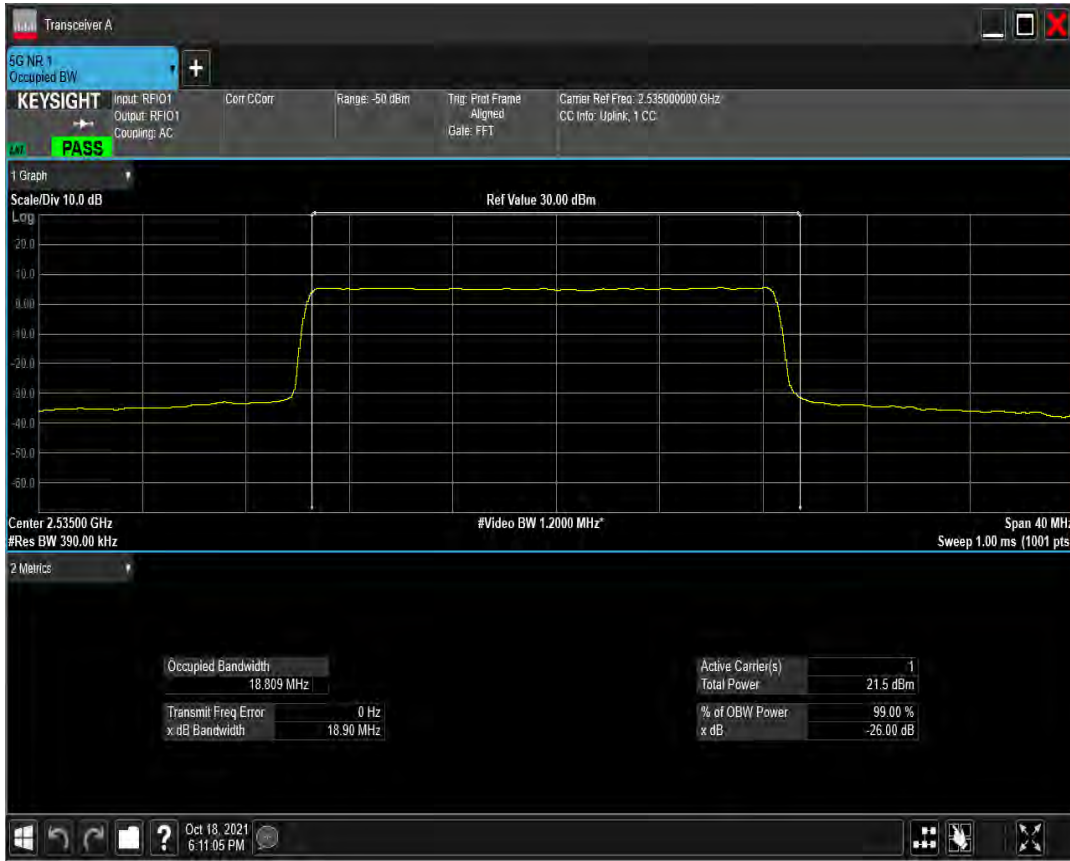 Transceiver A
5G NR 1
Occupied BW
+
KEYSIGHT
Input: RFIO1
Output: RFIO1
Coupling: AC
PASS
Corr CCorr
Range: -50 dBm
Trig: Prot Frame
Aligned
Gate: FFT
Carrier Ref Freq: 2.535000000 GHz
CC Info: Uplink, 1 CC
1 Graph
Scale/Div 10.0 dB
Ref Value 30.00 dBm
Log
20.0
10.0
0.00
-10.0
-20.0
-30.0
-40.0
-50.0
-60.0
Center 2.53500 GHz
#Video BW 1.2000 MHz*
Span 40 MHz
#Res BW 390.00 kHz
Sweep 1.00 ms (1001 pts
2 Metrics
Occupied Bandwidth
18.809 MHz
Transmit Freq Error 0 Hz
x dB Bandwidth 18.90 MHz
Active Carrier(s) 1
Total Power 21.5 dBm
% of OBW Power 99.00 %
x dB -26.00 dB
?
Oct 18, 2021
6:11:05 PM